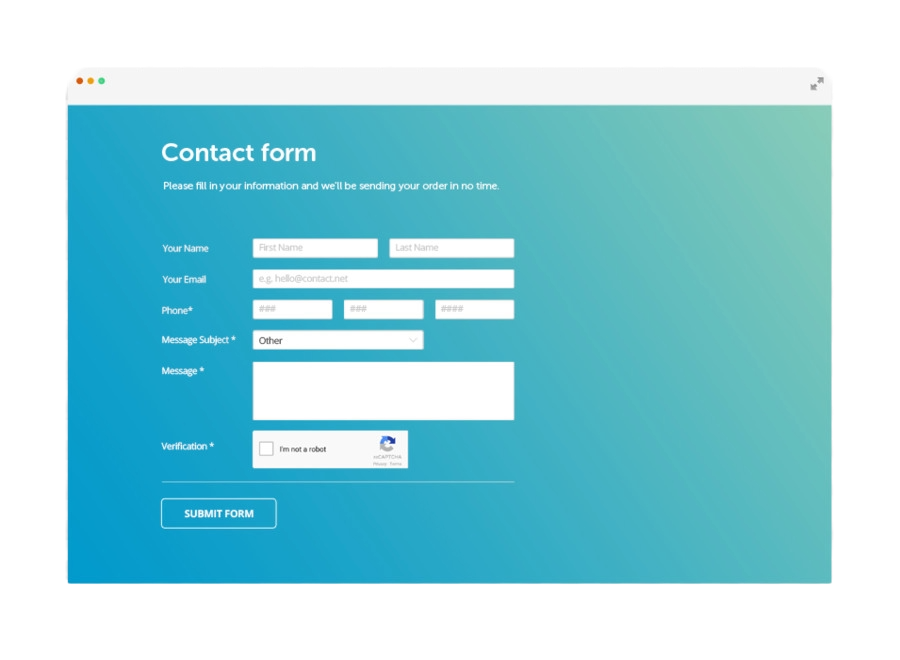 Contact form
Please fill in your information and we'll be sending your order in no time.
Your Name First Name Last Name
Your Email e.g. hello@contact.net
Phone* ### ### ####
Message Subject * Other
Message *
Verification * I'm not a robot
reCAPTCHA
Privacy - Terms
SUBMIT FORM